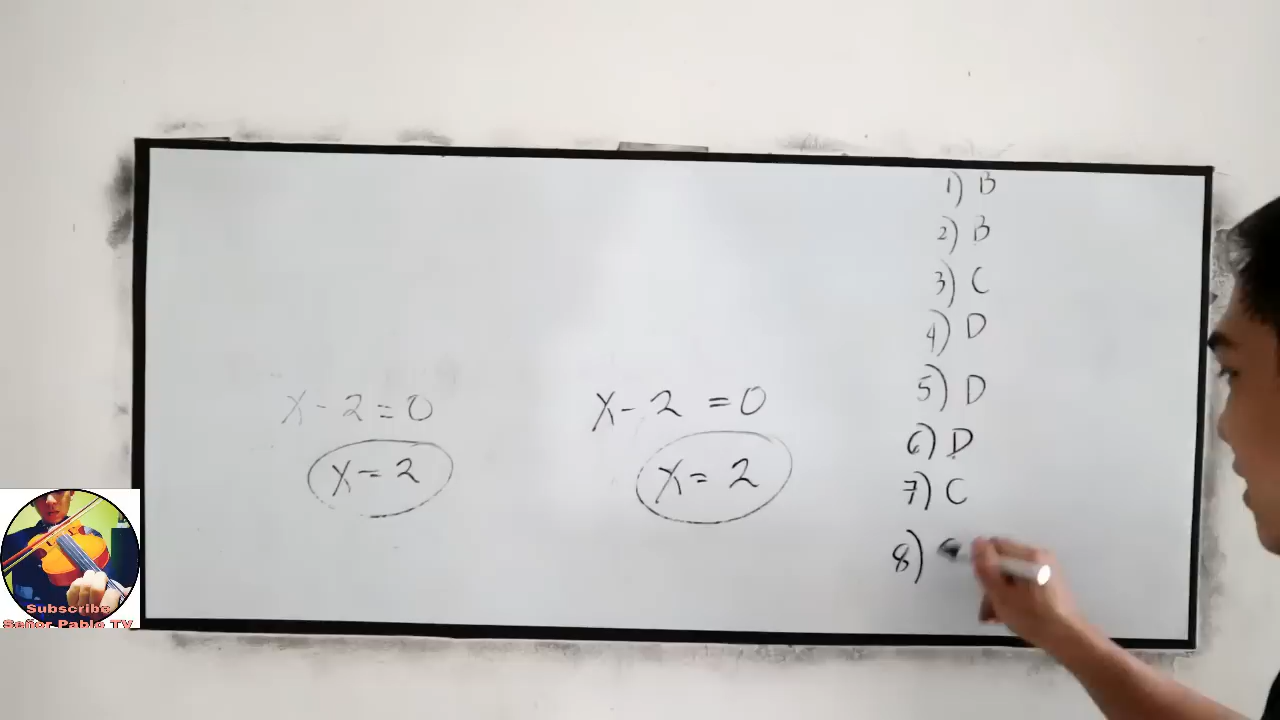 x - 2 = 0
x = 2
x - 2 = 0
x = 2
1) B
2) B
3) C
4) D
5) D
6) D
7) C
8)
Subscribe
Señor Pablo TV